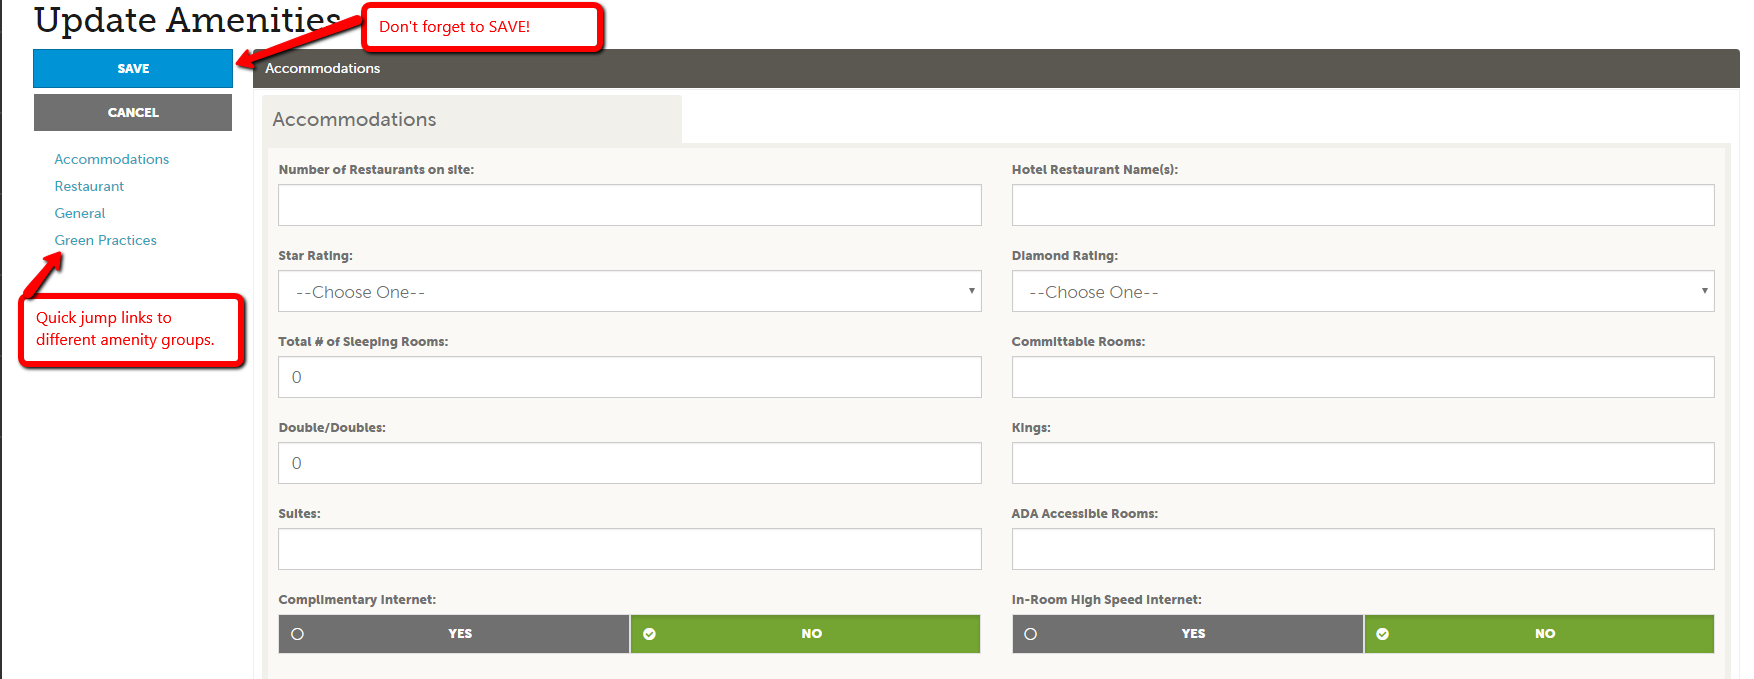 Update Amenities
Don't forget to SAVE!
SAVE
CANCEL
Accommodations
Restaurant
General
Green Practices
Quick jump links to
different amenity groups.
Accommodations
Accommodations
Number of Restaurants on site:
Hotel Restaurant Name(s):
Star Rating:
Diamond Rating:
--Choose One--
--Choose One--
Total # of Sleeping Rooms:
Committable Rooms:
0
Double/Doubles:
Kings:
0
Suites:
ADA Accessible Rooms:
Complimentary Internet:
In-Room High Speed Internet:
YES
NO
YES
NO